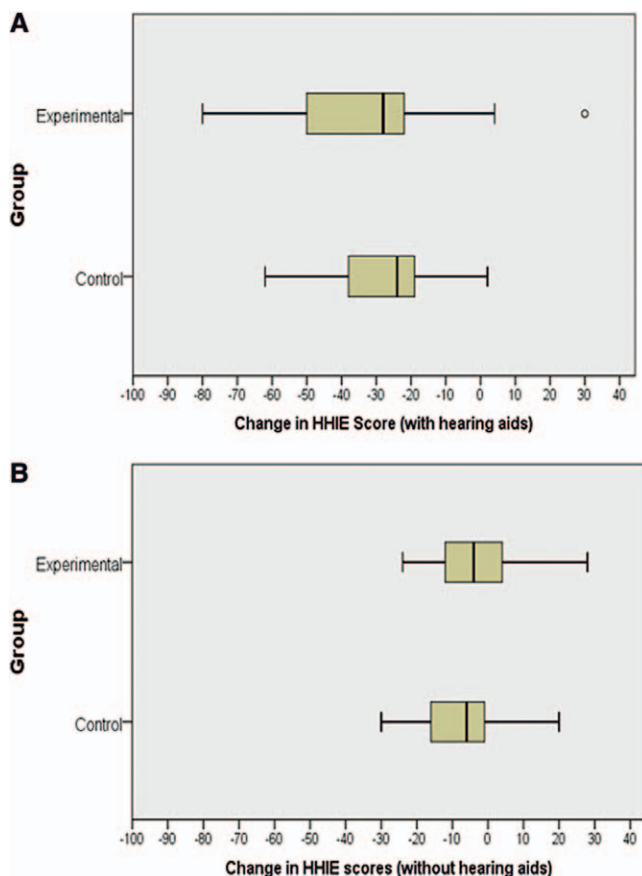 A
Experimental
Group
Control
-100 -90 -80 -70 -60 -50 -40 -30 -20 -10 0 10 20 30 40
Change in HHIE Score (with hearing aids)
B
Experimental
Group
Control
-100 -90 -80 -70 -60 -50 -40 -30 -20 -10 0 10 20 30 40
Change in HHIE scores (without hearing aids)